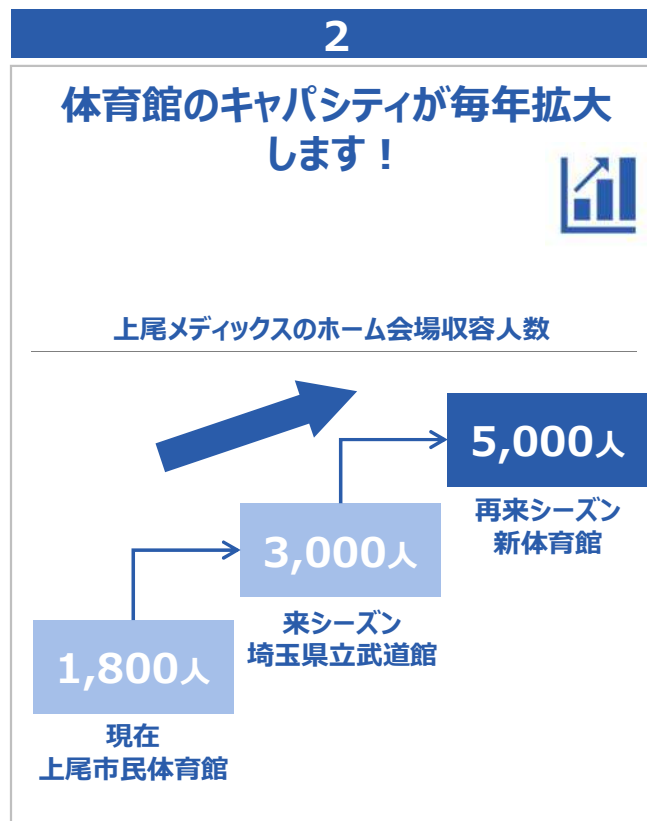 2
体育館のキャパシティが毎年拡大
します！
上尾メディックスのホーム会場収容人数
5,000人
再来シーズン
新体育館
3,000人
来シーズン
埼玉県立武道館
1,800人
現在
上尾市民体育館